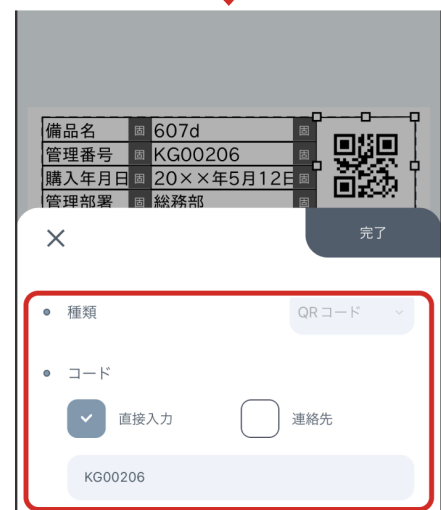 備品名 固 607d 固
管理番号 固 KG00206 固
購入年月日 固 20××年5月12日 固
管理部署 固 総務部 固
完了
種類 QRコード
コード
直接入力 連絡先
KG00206